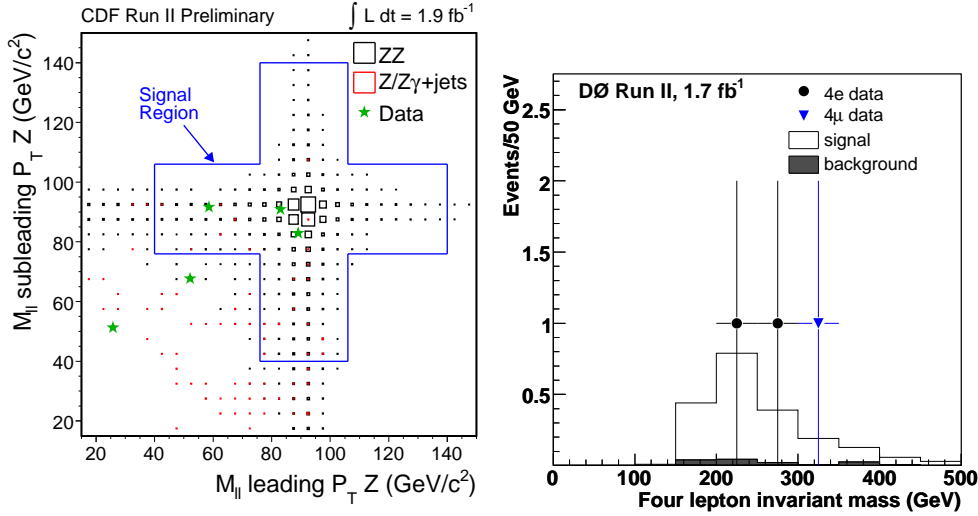 CDF Run II Preliminary
∫ L dt = 1.9 fb⁻¹
M_ll subleading P_T Z (GeV/c²)
140
120
100
80
60
40
20
Signal
Region
ZZ
Z/Zγ+jets
Data
20 40 60 80 100 120 140
M_ll leading P_T Z (GeV/c²)
DØ Run II, 1.7 fb⁻¹
4e data
4μ data
signal
background
Events/50 GeV
2.5
2
1.5
1
0.5
0 100 200 300 400 500
Four lepton invariant mass (GeV)